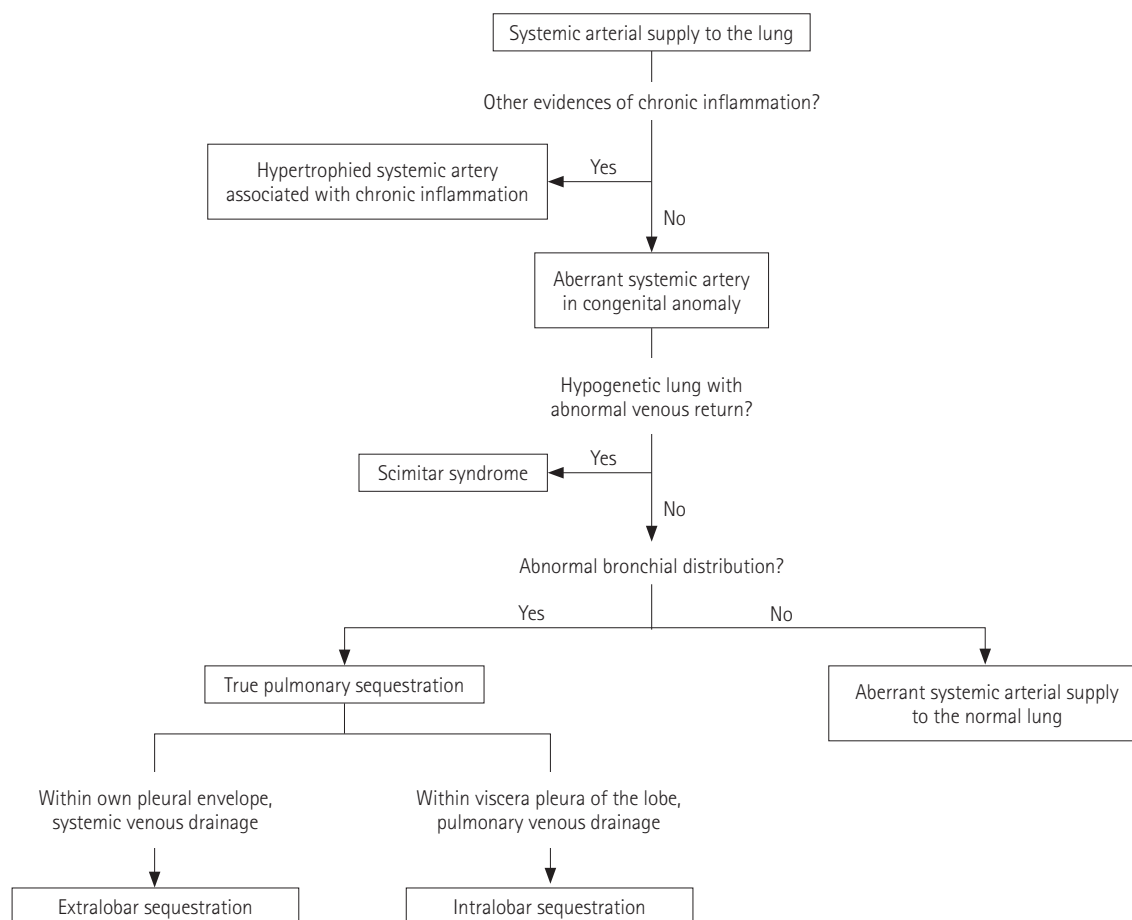 Systemic arterial supply to the lung
Other evidences of chronic inflammation?
Yes
Hypertrophied systemic artery
associated with chronic inflammation
No
Aberrant systemic artery
in congenital anomaly
Hypogenetic lung with
abnormal venous return?
Yes
Scimitar syndrome
No
Abnormal bronchial distribution?
Yes
No
True pulmonary sequestration
Aberrant systemic arterial supply
to the normal lung
Within own pleural envelope,
systemic venous drainage
Within viscera pleura of the lobe,
pulmonary venous drainage
Extralobar sequestration
Intralobar sequestration